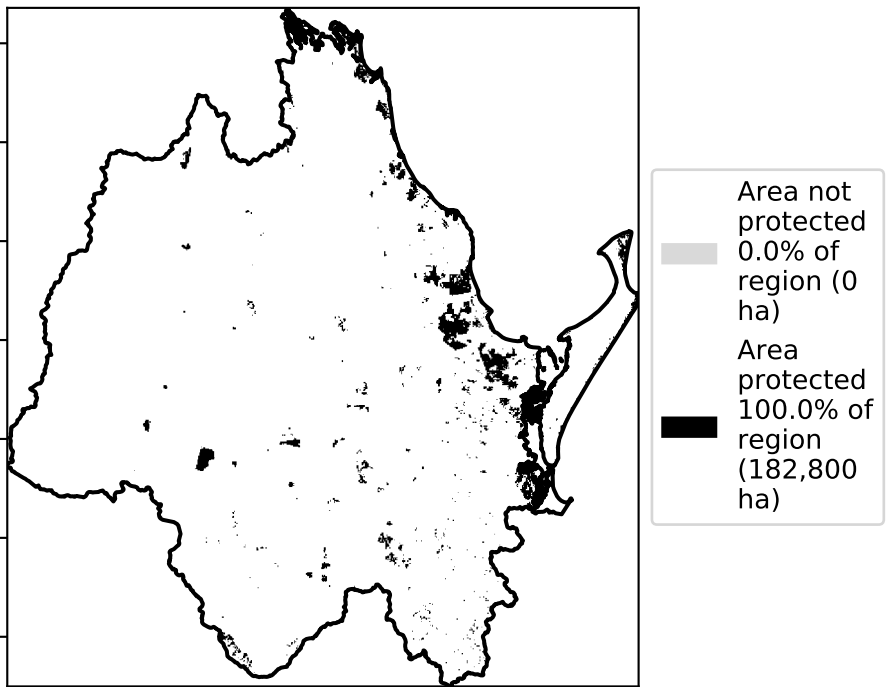 Area not
protected
0.0% of
region (0
ha)
Area
protected
100.0% of
region
(182,800
ha)